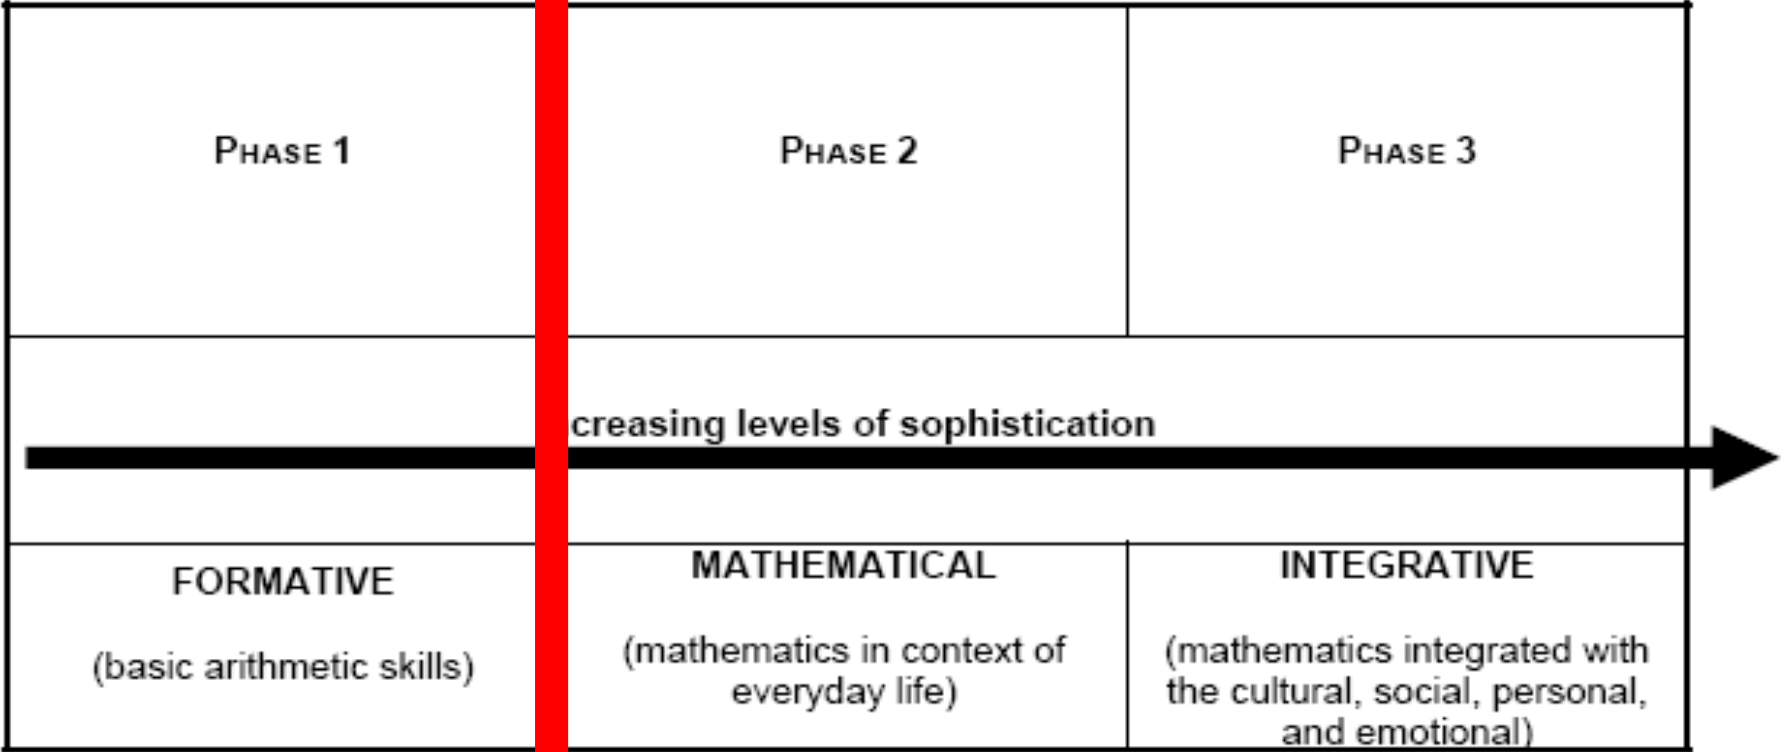 PHASE 1
PHASE 2
PHASE 3
creasing levels of sophistication
FORMATIVE
(basic arithmetic skills)
MATHEMATICAL
(mathematics in context of
everyday life)
INTEGRATIVE
(mathematics integrated with
the cultural, social, personal,
and emotional)